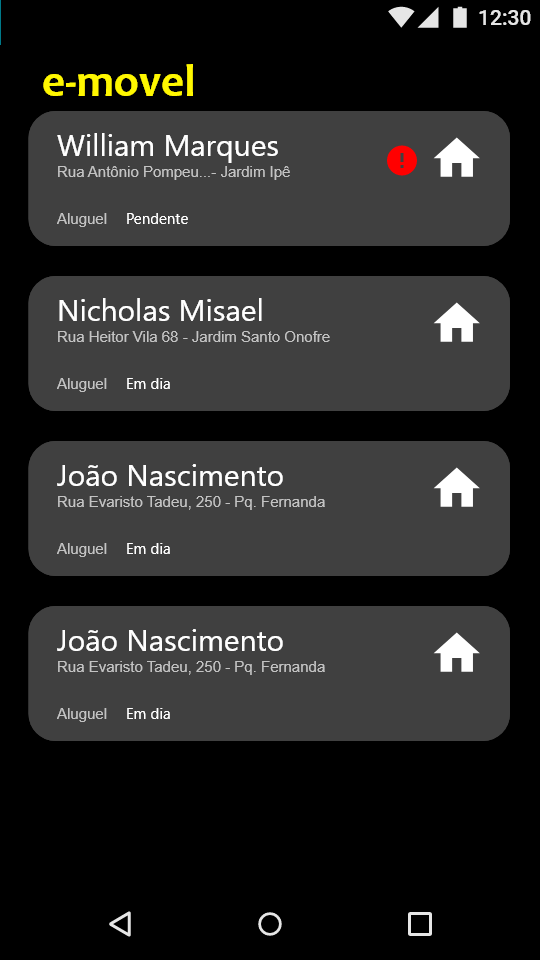 12:30
e-movel
William Marques
Rua Antônio Pompeu...- Jardim Ipê
Aluguel Pendente
Nicholas Misael
Rua Heitor Vila 68 - Jardim Santo Onofre
Aluguel Em dia
João Nascimento
Rua Evaristo Tadeu, 250 - Pq. Fernanda
Aluguel Em dia
João Nascimento
Rua Evaristo Tadeu, 250 - Pq. Fernanda
Aluguel Em dia